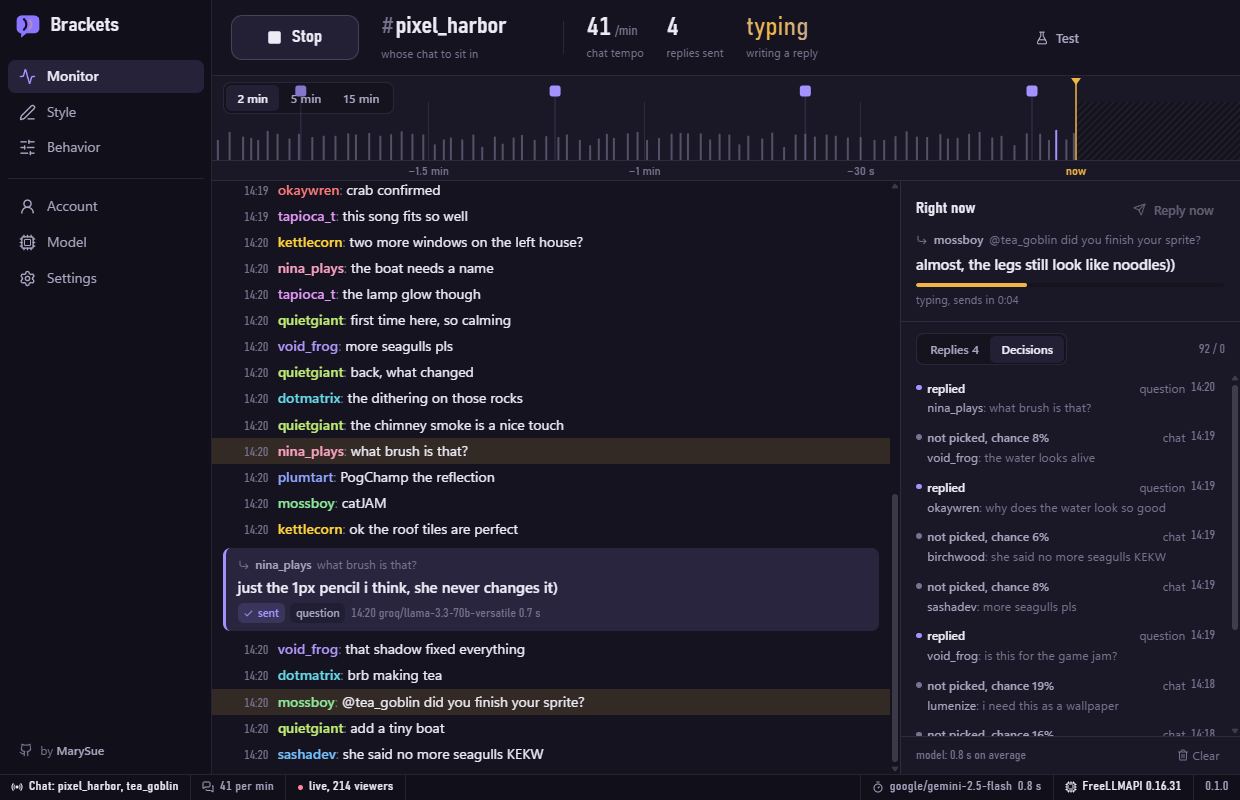 Brackets
Monitor
Style
Behavior
Account
Model
Settings
by MarySue
Stop
#pixel_harbor
whose chat to sit in
41 /min
chat tempo
4
replies sent
typing
writing a reply
Test
2 min 5 min 15 min
−1.5 min −1 min −30 s now
14:19 okaywren: crab confirmed
14:19 tapioca_t: this song fits so well
14:20 kettlecorn: two more windows on the left house?
14:20 nina_plays: the boat needs a name
14:20 tapioca_t: the lamp glow though
14:20 quietgiant: first time here, so calming
14:20 void_frog: more seagulls pls
14:20 quietgiant: back, what changed
14:20 dotmatrix: the dithering on those rocks
14:20 quietgiant: the chimney smoke is a nice touch
14:20 nina_plays: what brush is that?
14:20 plumtart: PogChamp the reflection
14:20 mossboy: catJAM
14:20 kettlecorn: ok the roof tiles are perfect
nina_plays what brush is that?
just the 1px pencil i think, she never changes it)
sent question 14:20 groq/llama-3.3-70b-versatile 0.7 s
14:20 void_frog: that shadow fixed everything
14:20 dotmatrix: brb making tea
14:20 mossboy: @tea_goblin did you finish your sprite?
14:20 quietgiant: add a tiny boat
14:20 sashadev: she said no more seagulls KEKW
Right now
Reply now
mossboy @tea_goblin did you finish your sprite?
almost, the legs still look like noodles))
typing, sends in 0:04
Replies 4 Decisions 92 / 0
replied question 14:20
nina_plays: what brush is that?
not picked, chance 8% chat 14:19
void_frog: the water looks alive
replied question 14:19
okaywren: why does the water look so good
not picked, chance 6% chat 14:19
birchwood: she said no more seagulls KEKW
not picked, chance 8% chat 14:19
sashadev: more seagulls pls
replied question 14:19
void_frog: is this for the game jam?
not picked, chance 19% chat 14:18
lumenize: i need this as a wallpaper
not picked, chance 16% chat 14:18
model: 0.8 s on average
Clear
Chat: pixel_harbor, tea_goblin
41 per min
live, 214 viewers
google/gemini-2.5-flash 0.8 s
FreeLLMAPI 0.16.31
0.1.0